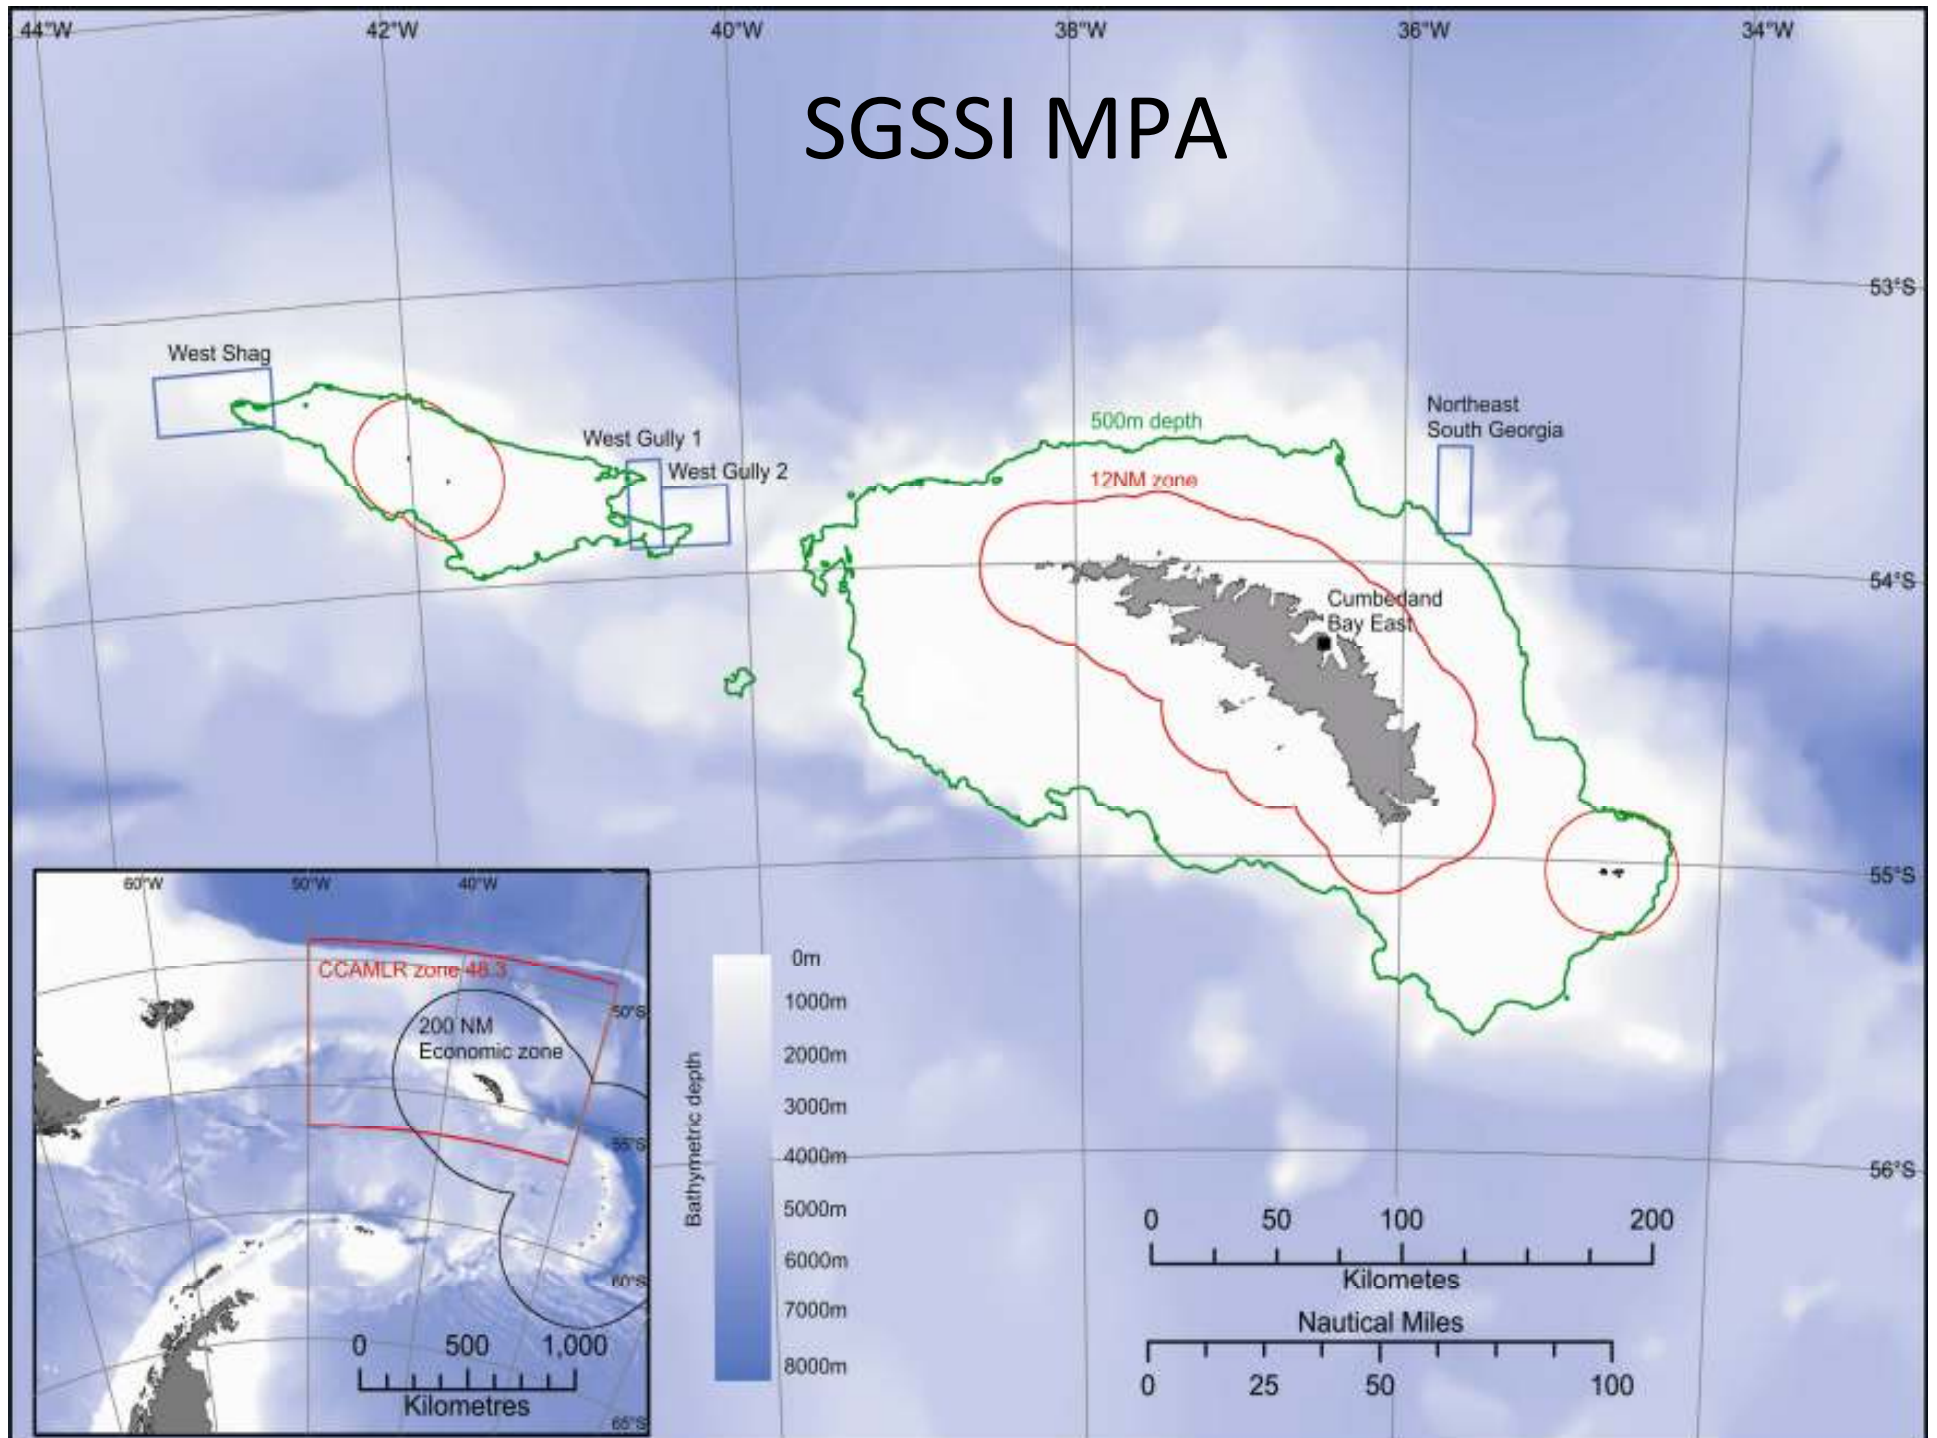 44°W
42°W
40°W
38°W
36°W
34°W
SGSSI MPA
53°S
West Shag
Northeast
South Georgia
500m depth
West Gully 1
West Gully 2
12NM zone
54°S
Cumbedand
Bay East
55°S
60°W
50°W
40°W
CCAMLR zone 48.3
50°S
200 NM
Economic zone
55°S
60°S
65°S
0
500
1,000
Kilometres
Bathymetric depth
0m
1000m
2000m
3000m
4000m
5000m
6000m
7000m
8000m
56°S
0
50
100
200
Kilometes
Nautical Miles
0
25
50
100